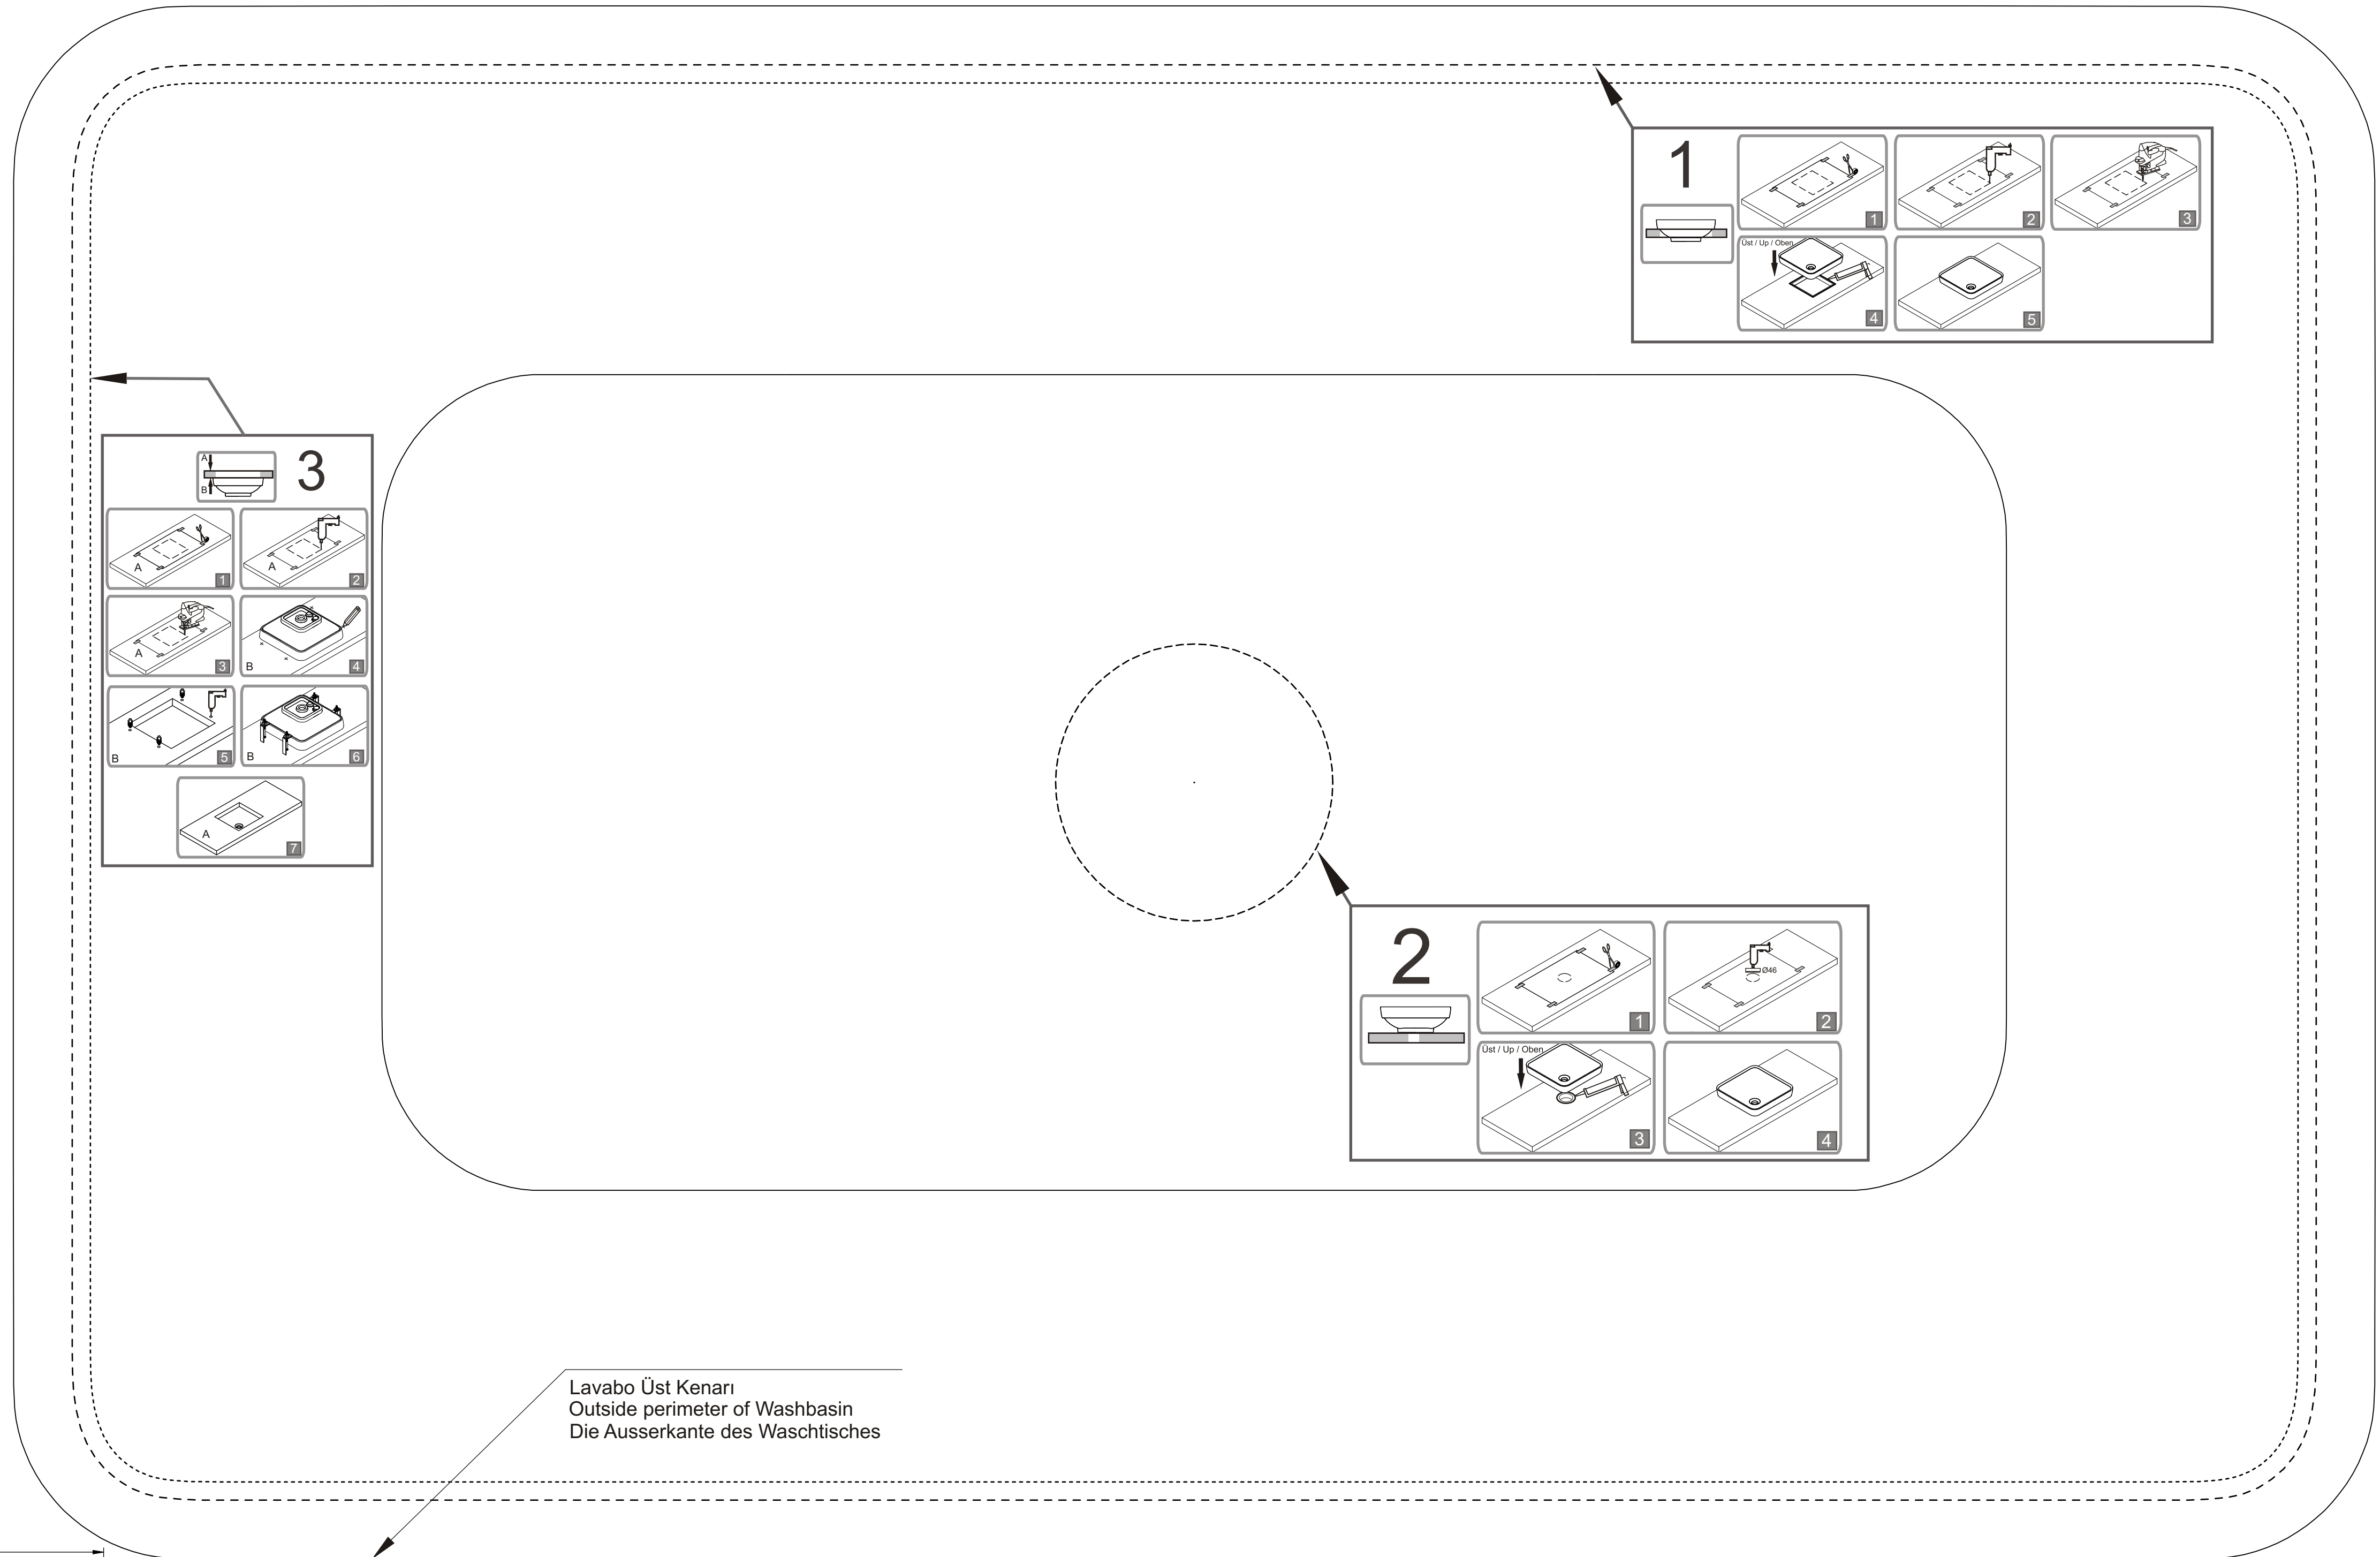 1
1
2
3
Üst / Up / Oben
4
5
A
B
3
A
1
A
2
A
3
B
4
B
5
B
6
A
7
2
1
Ø46
2
Üst / Up / Oben
3
4
Lavabo Üst Kenarı
Outside perimeter of Washbasin
Die Ausserkante des Waschtisches